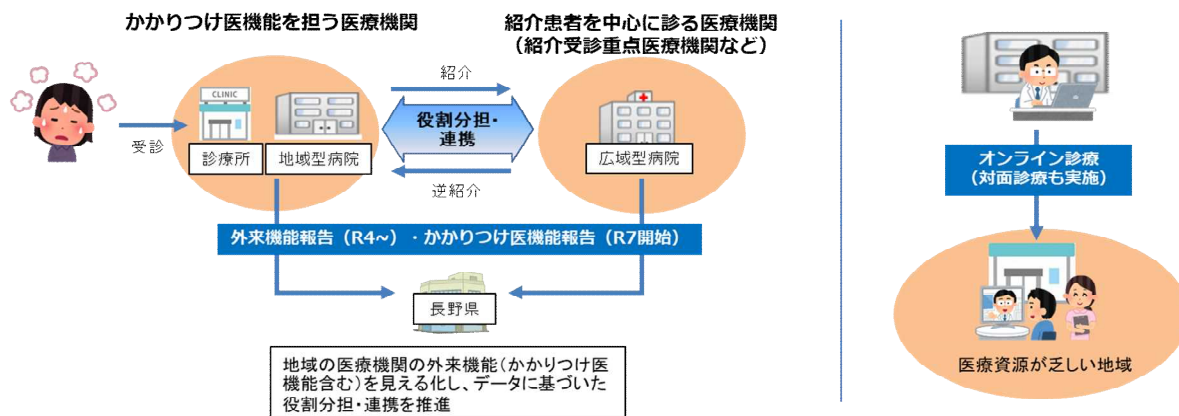 かかりつけ医機能を担う医療機関
紹介患者を中心に診る医療機関
（紹介受診重点医療機関など）
受診
CLINIC
診療所
地域型病院
紹介
役割分担・
連携
逆紹介
広域型病院
外来機能報告（R4~）・かかりつけ医機能報告（R7開始）
長野県
地域の医療機関の外来機能（かかりつけ医
機能含む）を見える化し、データに基づいた
役割分担・連携を推進
オンライン診療
（対面診療も実施）
医療資源が乏しい地域